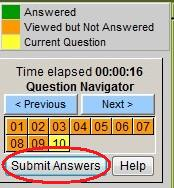 Answered
Viewed but Not Answered
Current Question
Time elapsed 00:00:16
Question Navigator
< Previous Next >
01 02 03 04 05 06 07
08 09 10
Submit Answers Help